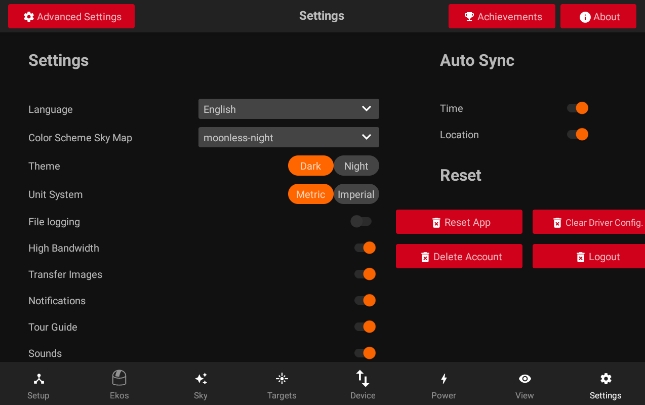 Advanced Settings
Settings
Achievements
About
Settings
Language
English
Color Scheme Sky Map
moonless-night
Theme
Dark
Night
Unit System
Metric
Imperial
File logging
High Bandwidth
Transfer Images
Notifications
Tour Guide
Sounds
Auto Sync
Time
Location
Reset
Reset App
Clear Driver Config.
Delete Account
Logout
Setup
Ekos
Sky
Targets
Device
Power
View
Settings